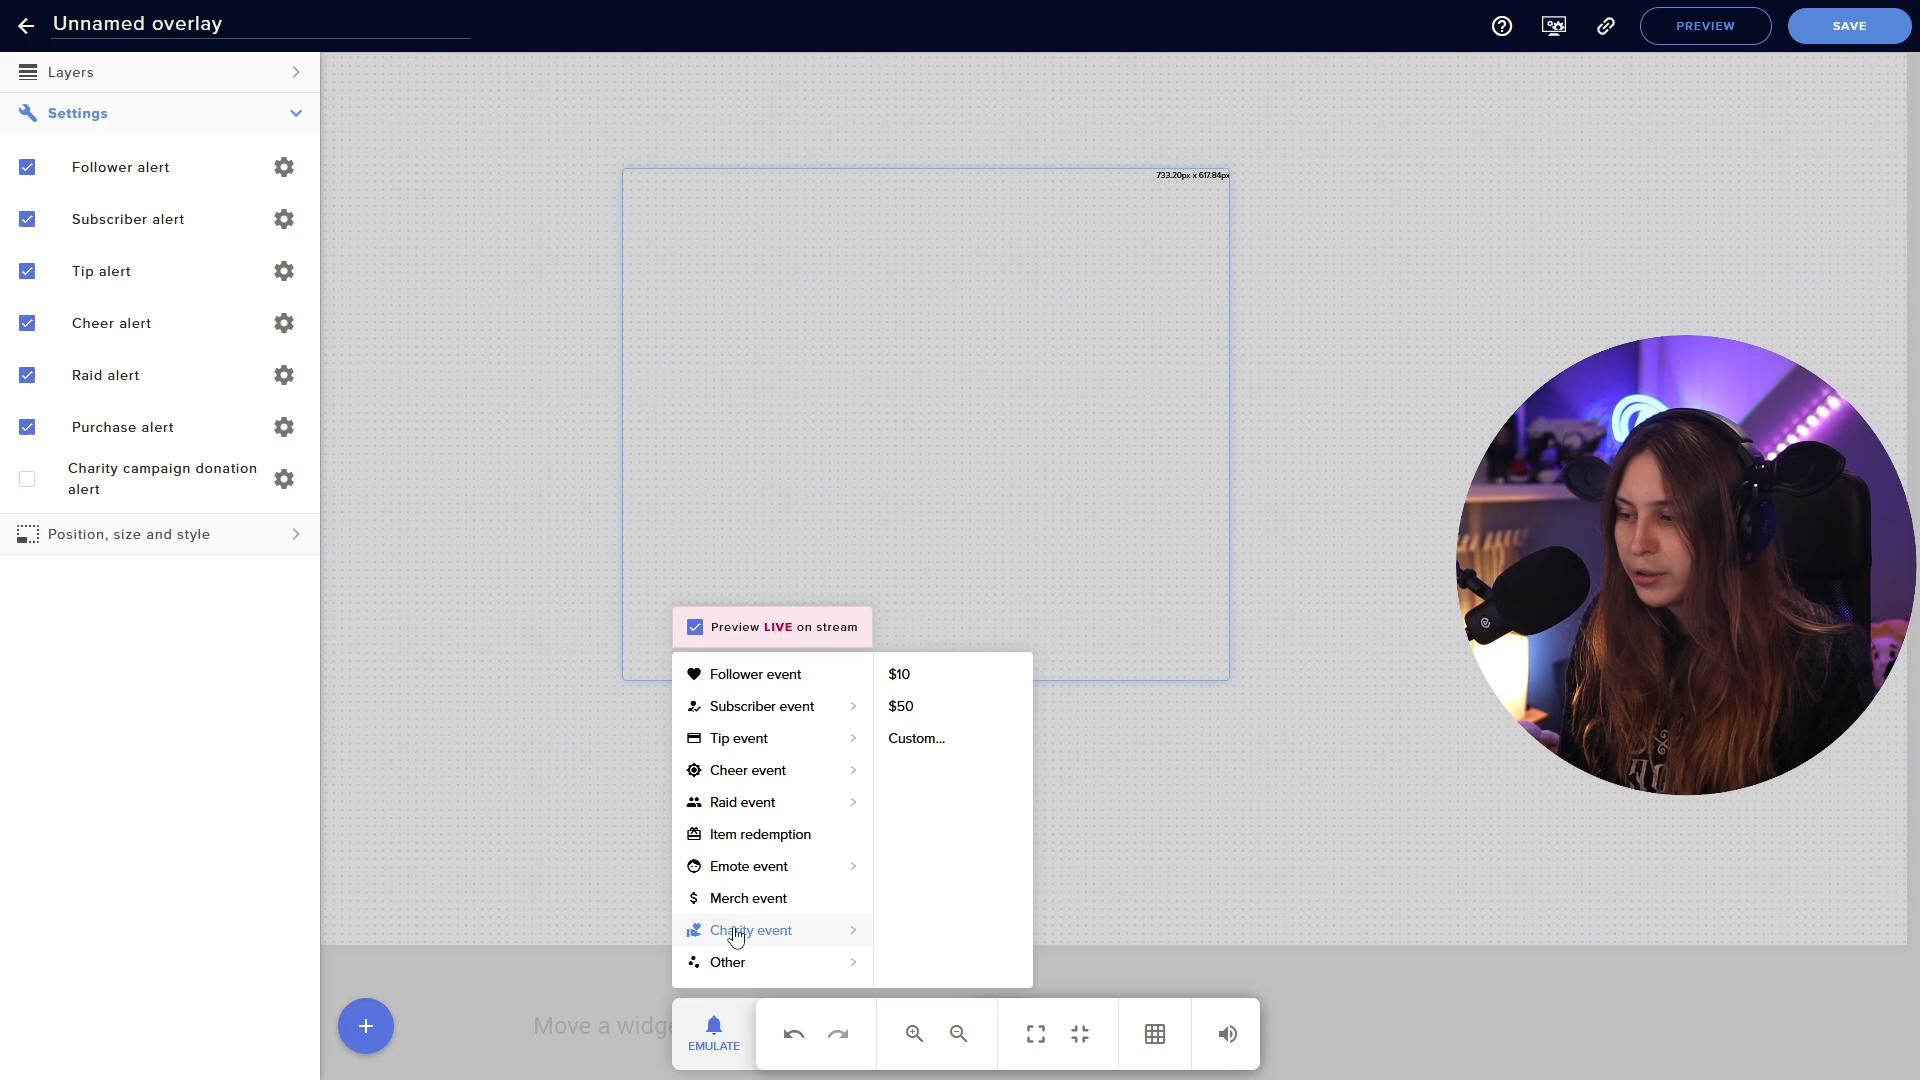 Unnamed overlay
PREVIEW
SAVE
Layers
Settings
Follower alert
Subscriber alert
Tip alert
Cheer alert
Raid alert
Purchase alert
Charity campaign donation
alert
Position, size and style
733.20px x 617.84px
Preview LIVE on stream
Follower event
$10
Subscriber event
$50
Tip event
Custom...
Cheer event
Raid event
Item redemption
Emote event
Merch event
Charity event
Other
Move a widge
EMULATE